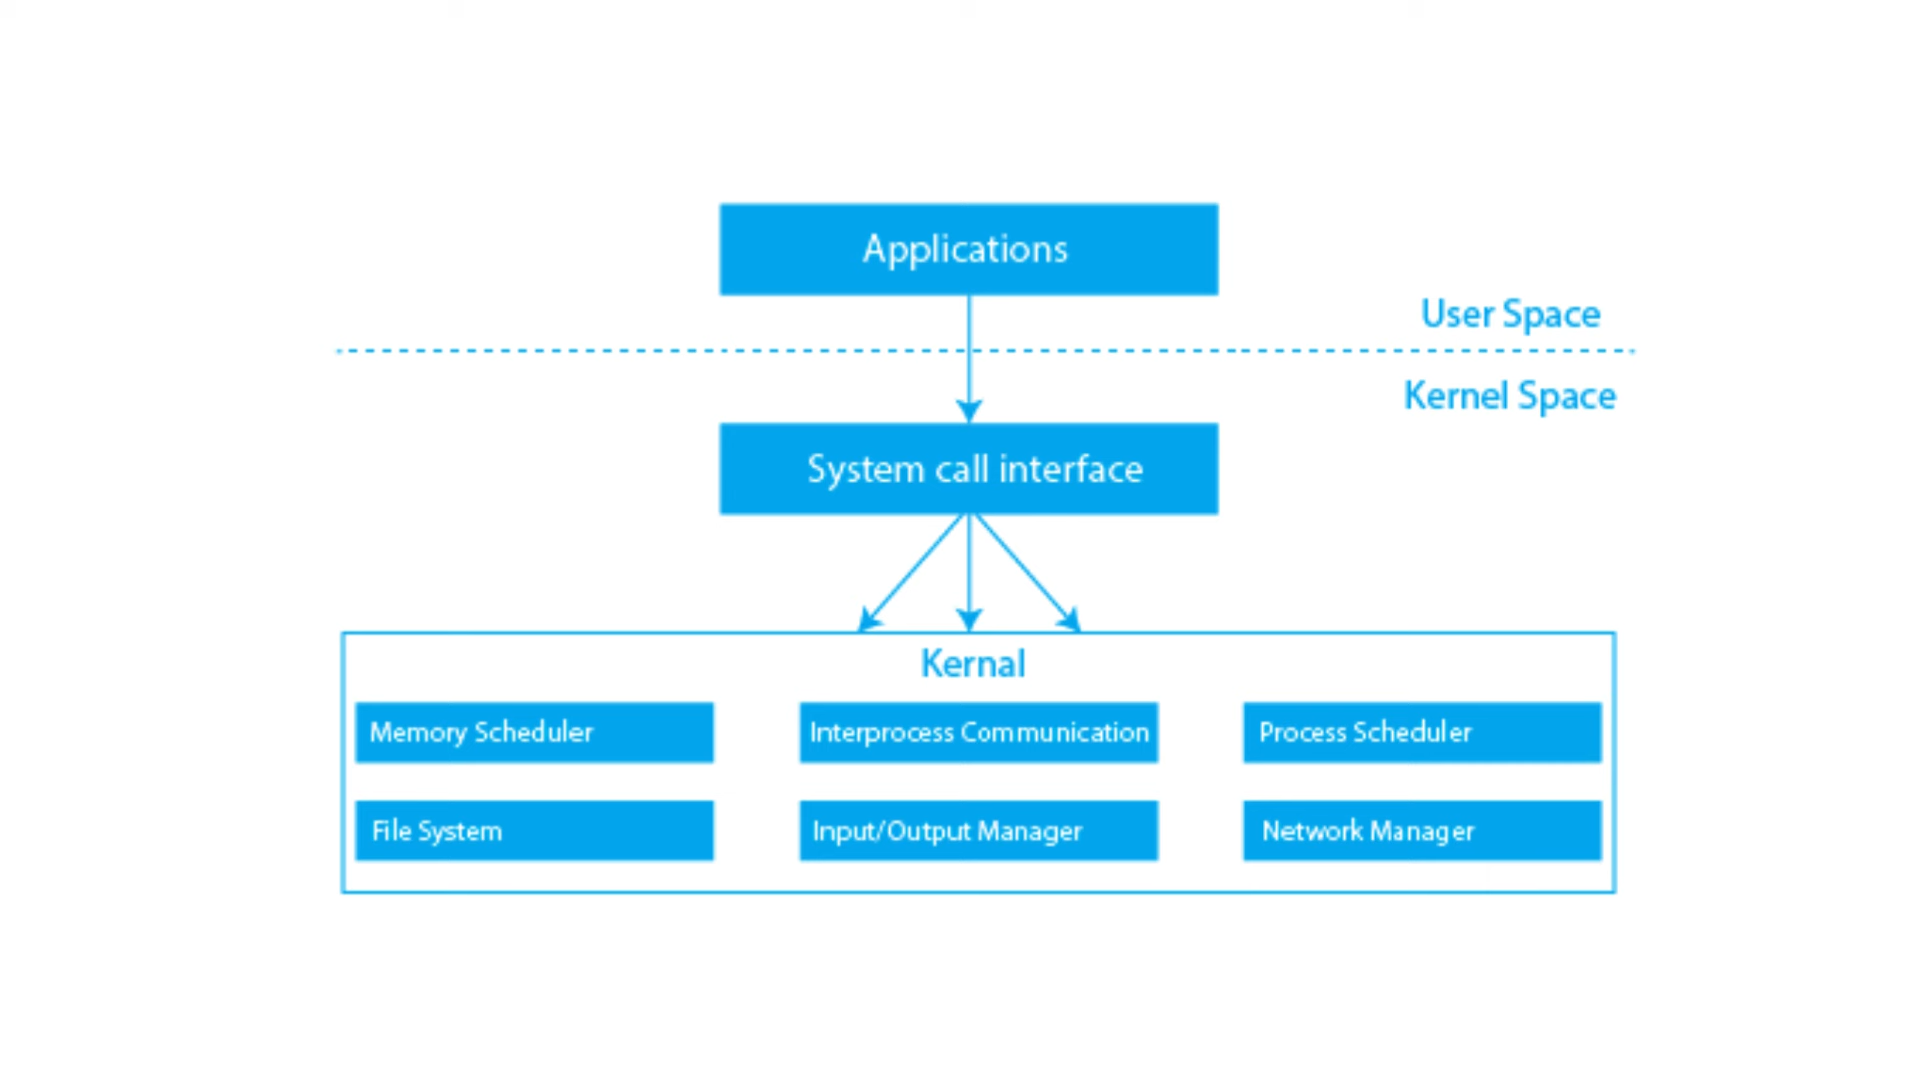 Applications
User Space
Kernel Space
System call interface
Kernal
Memory Scheduler
Interprocess Communication
Process Scheduler
File System
Input/Output Manager
Network Manager